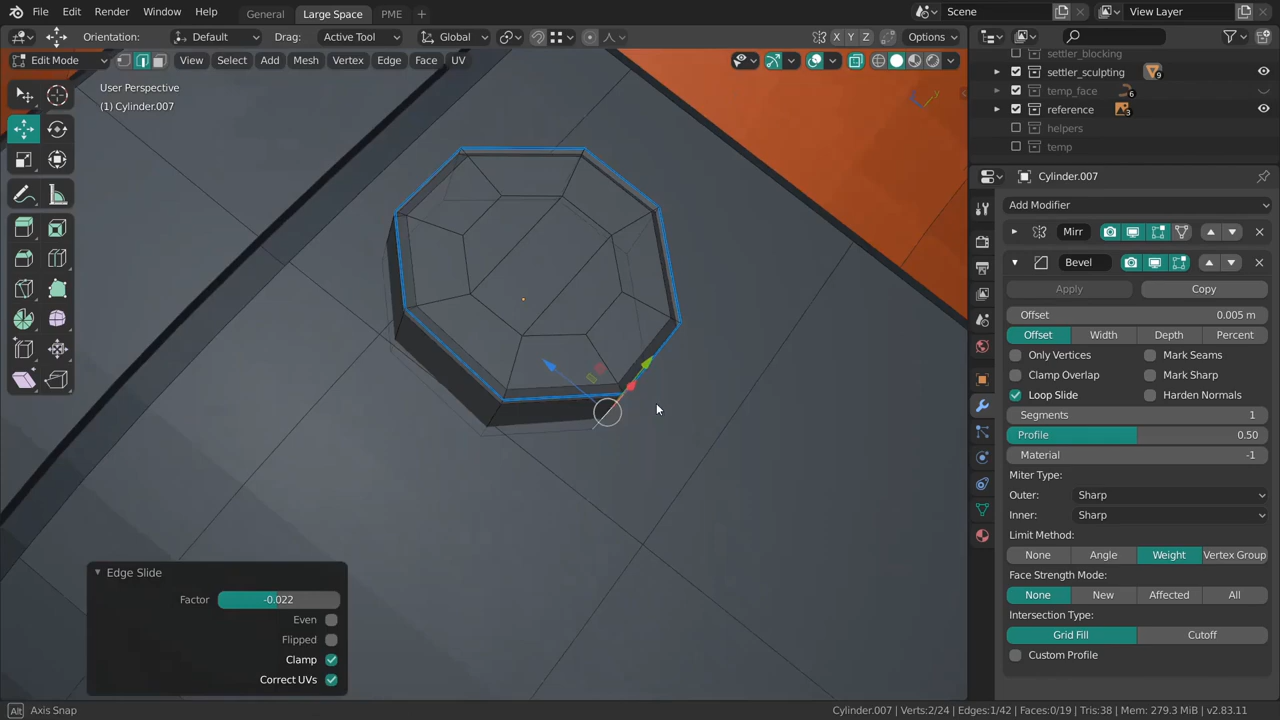 File Edit Render Window Help General Large Space PME + Scene View Layer
Orientation: Default Drag: Active Tool Global X Y Z Options
Edit Mode View Select Add Mesh Vertex Edge Face UV
User Perspective
(1) Cylinder.007
settler_blocking
settler_sculpting 9
temp_face 6
reference 3
helpers
temp
Cylinder.007
Add Modifier
Mirr
Bevel
Apply Copy
Offset 0.005 m
Offset Width Depth Percent
Only Vertices Mark Seams
Clamp Overlap Mark Sharp
Loop Slide Harden Normals
Segments 1
Profile 0.50
Material -1
Miter Type:
Outer: Sharp
Inner: Sharp
Limit Method:
None Angle Weight Vertex Group
Face Strength Mode:
None New Affected All
Intersection Type:
Grid Fill Cutoff
Custom Profile
Edge Slide
Factor -0.022
Even
Flipped
Clamp
Correct UVs
Alt Axis Snap Cylinder.007 | Verts:2/24 | Edges:1/42 | Faces:0/19 | Tris:38 | Mem: 279.3 MiB | v2.83.11